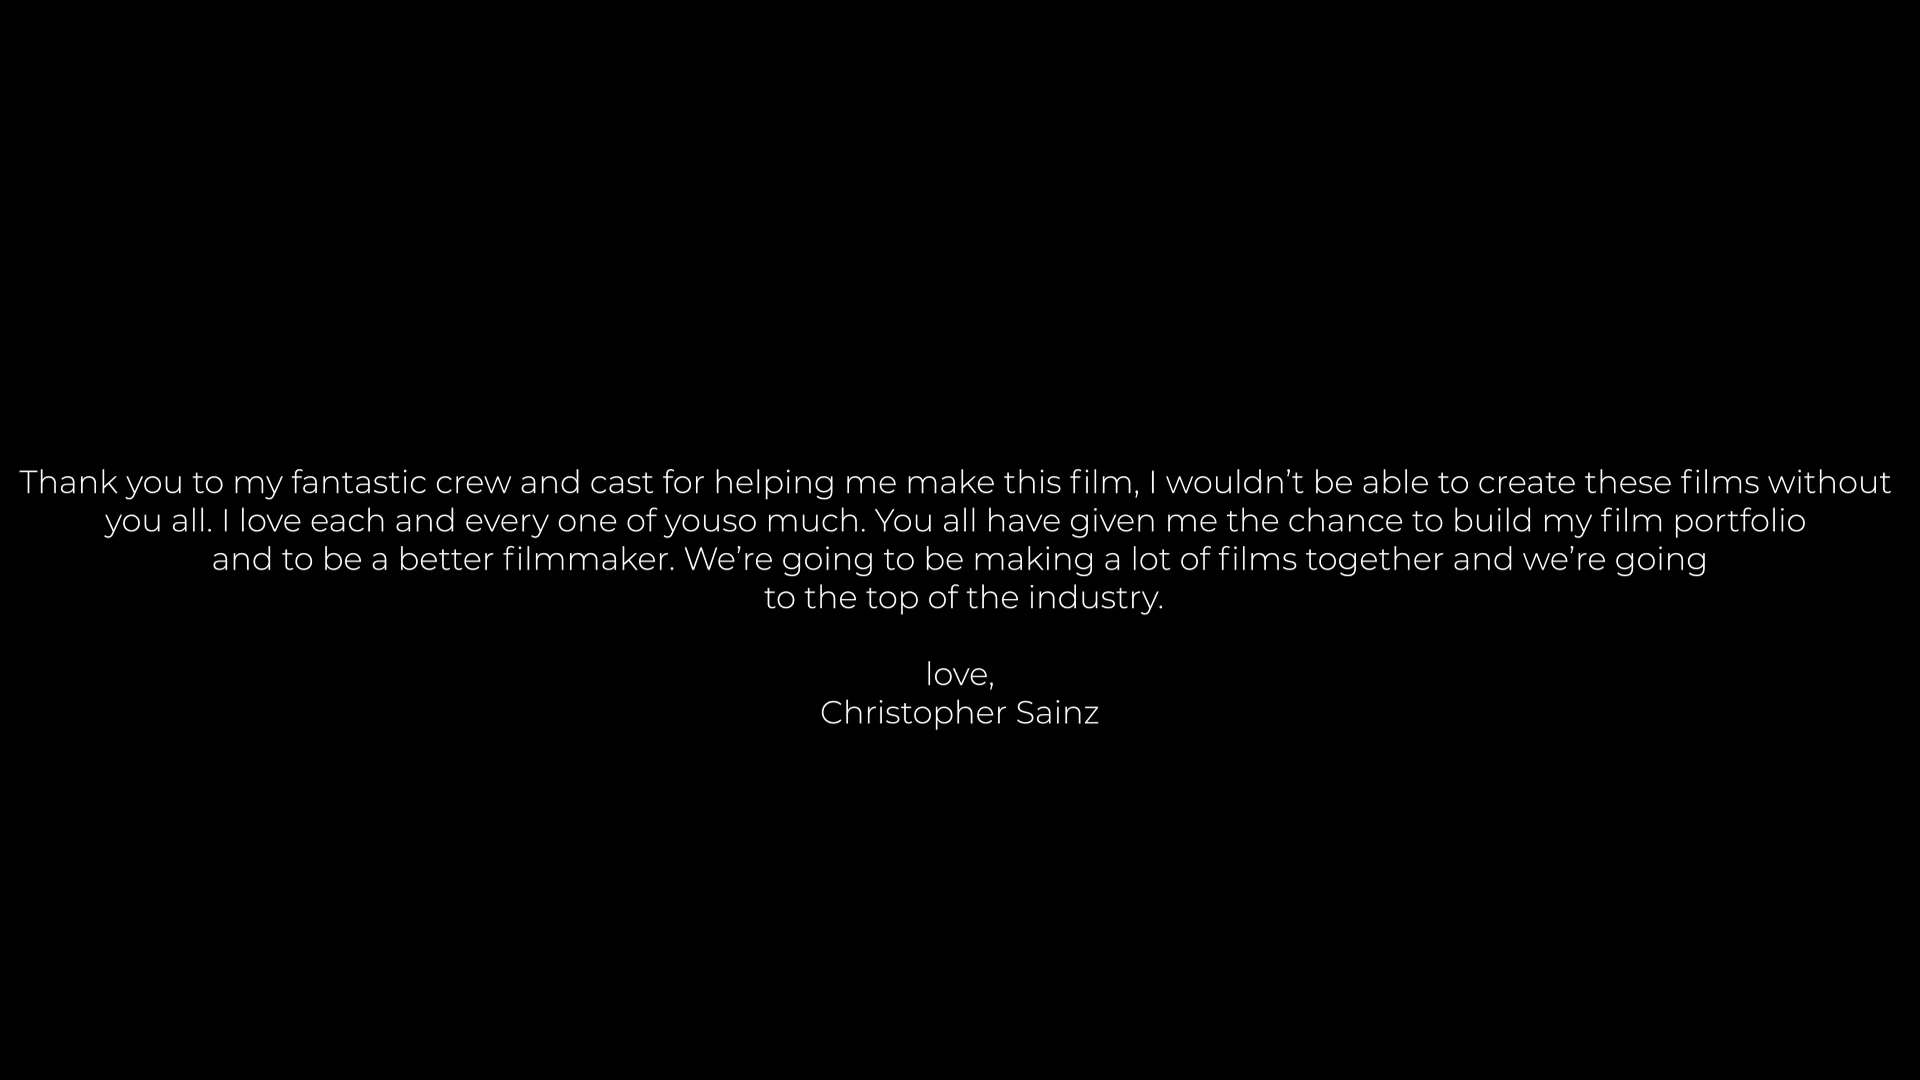 Thank you to my fantastic crew and cast for helping me make this film, I wouldn’t be able to create these films without
you all. I love each and every one of youso much. You all have given me the chance to build my film portfolio
and to be a better filmmaker. We’re going to be making a lot of films together and we’re going
to the top of the industry.
love,
Christopher Sainz